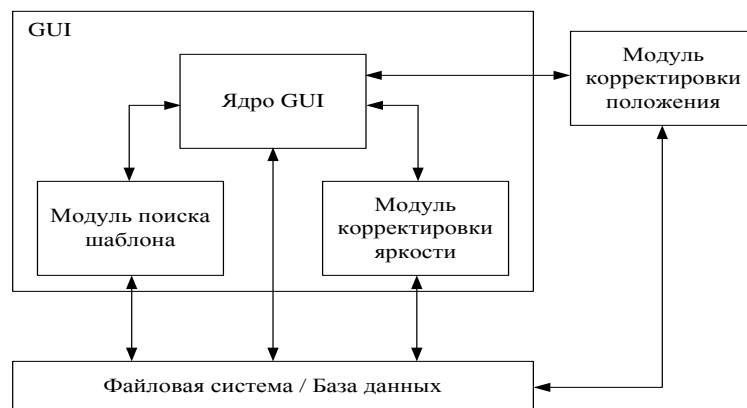 GUI
Модуль
корректировки
положения
Ядро GUI
Модуль поиска
шаблона
Модуль
корректировки
яркости
Файловая система / База данных